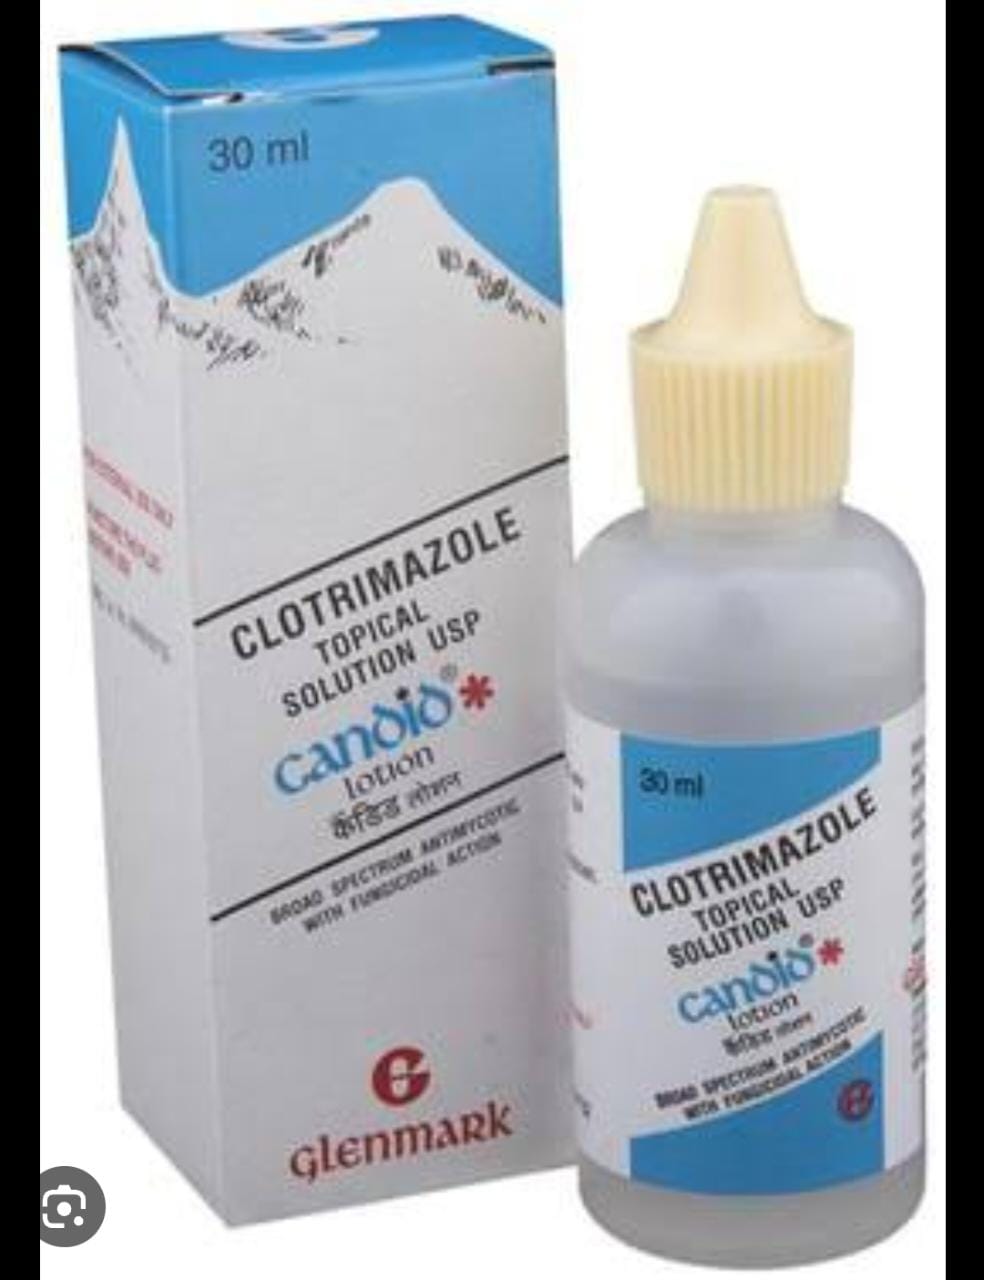 30 ml
CLOTRIMAZOLE
TOPICAL
SOLUTION USP
candid®*
lotion
कॅंडिड लोशन
BROAD SPECTRUM ANTIMYCOTIC
WITH FUNGICIDAL ACTION
GLENMARK
30 ml
CLOTRIMAZOLE
TOPICAL
SOLUTION USP
candid®*
lotion
कॅंडिड लोशन
BROAD SPECTRUM ANTIMYCOTIC
WITH FUNGICIDAL ACTION